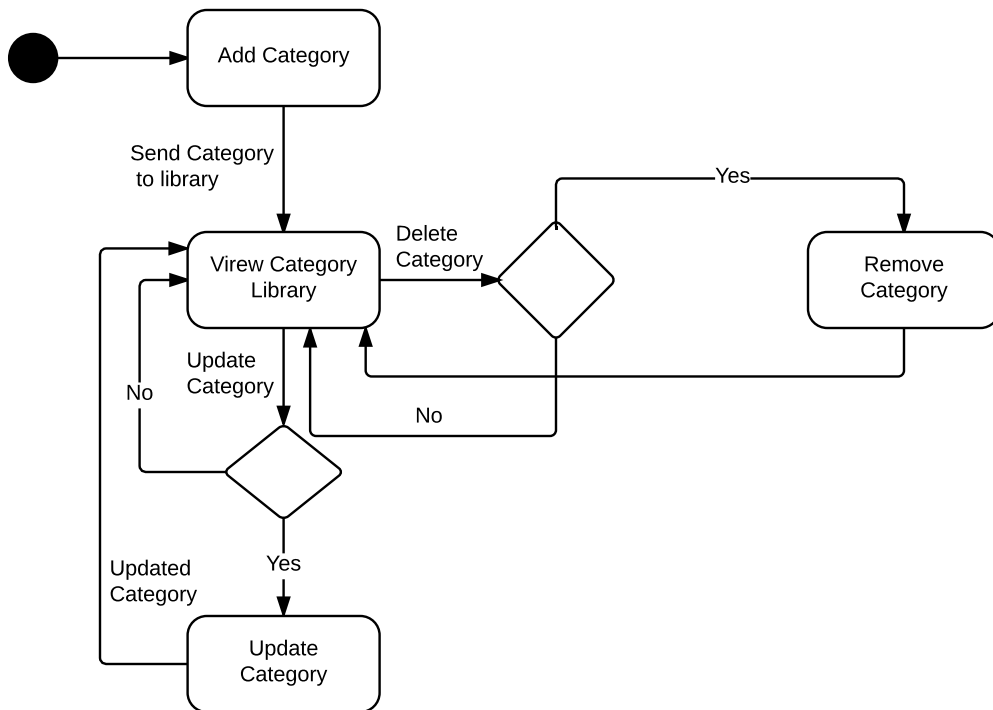 Add Category
Send Category
to library
Yes
Delete
Category
Virew Category
Library
Remove
Category
Update
Category
No
No
Yes
Updated
Category
Update
Category